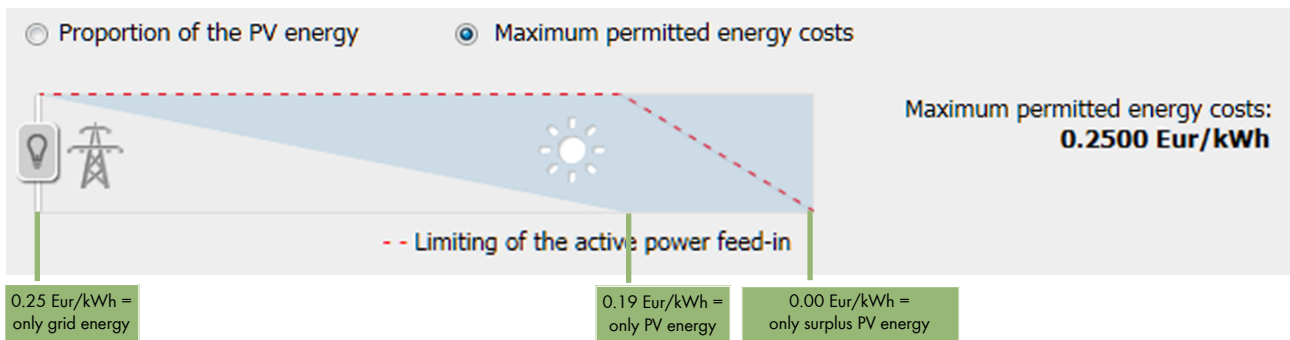 Proportion of the PV energy
Maximum permitted energy costs
Maximum permitted energy costs:
0.2500 Eur/kWh
- - Limiting of the active power feed-in
0.25 Eur/kWh =
only grid energy
0.19 Eur/kWh =
only PV energy
0.00 Eur/kWh =
only surplus PV energy